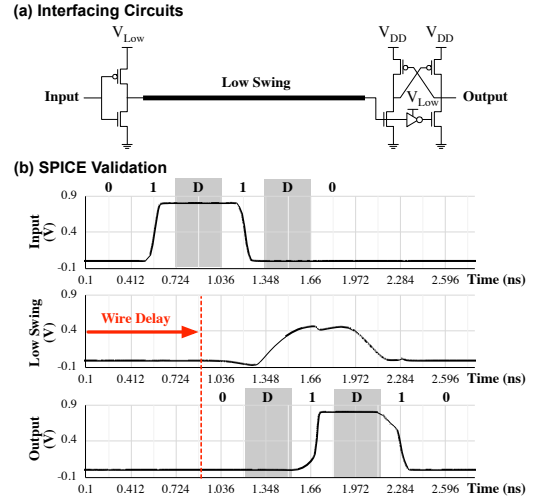 (a) Interfacing Circuits
V_Low V_DD V_DD
Low Swing
Input V_Low Output
(b) SPICE Validation
0 1 D 1 D 0
0.9
0.4
-0.1
Input (V)
0.1 0.412 0.724 1.036 1.348 1.66 1.972 2.284 2.596 Time (ns)
0.9
0.4
-0.1
Low Swing (V)
Wire Delay
0.1 0.412 0.724 1.036 1.348 1.66 1.972 2.284 2.596 Time (ns)
0 D 1 D 1 0
0.9
0.4
-0.1
Output (V)
0.1 0.412 0.724 1.036 1.348 1.66 1.972 2.284 2.596 Time (ns)